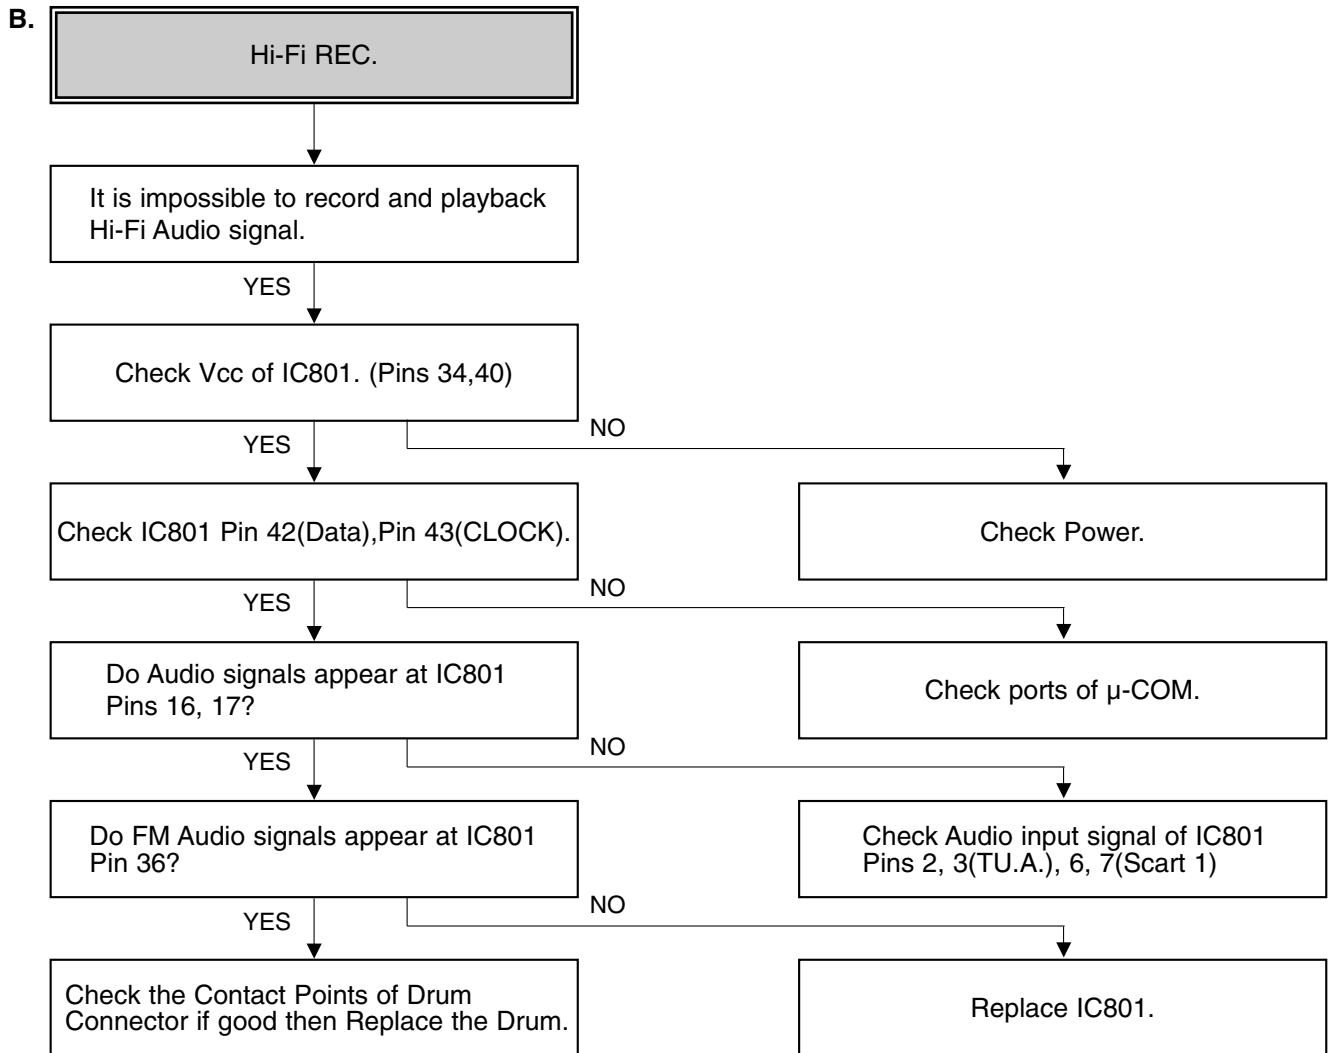 B.
Hi-Fi REC.
It is impossible to record and playback
Hi-Fi Audio signal.
YES
Check Vcc of IC801. (Pins 34,40)
NO
YES
Check IC801 Pin 42(Data),Pin 43(CLOCK).
Check Power.
NO
YES
Do Audio signals appear at IC801
Pins 16, 17?
Check ports of µ-COM.
NO
YES
Do FM Audio signals appear at IC801
Pin 36?
Check Audio input signal of IC801
Pins 2, 3(TU.A.), 6, 7(Scart 1)
NO
YES
Check the Contact Points of Drum
Connector if good then Replace the Drum.
Replace IC801.